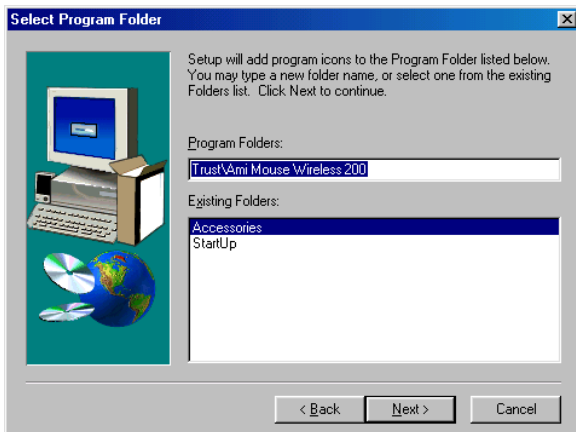 Select Program Folder
Setup will add program icons to the Program Folder listed below.
You may type a new folder name, or select one from the existing
Folders list. Click Next to continue.
Program Folders:
Trust\Ami Mouse Wireless 200
Existing Folders:
Accessories
StartUp
< Back
Next >
Cancel